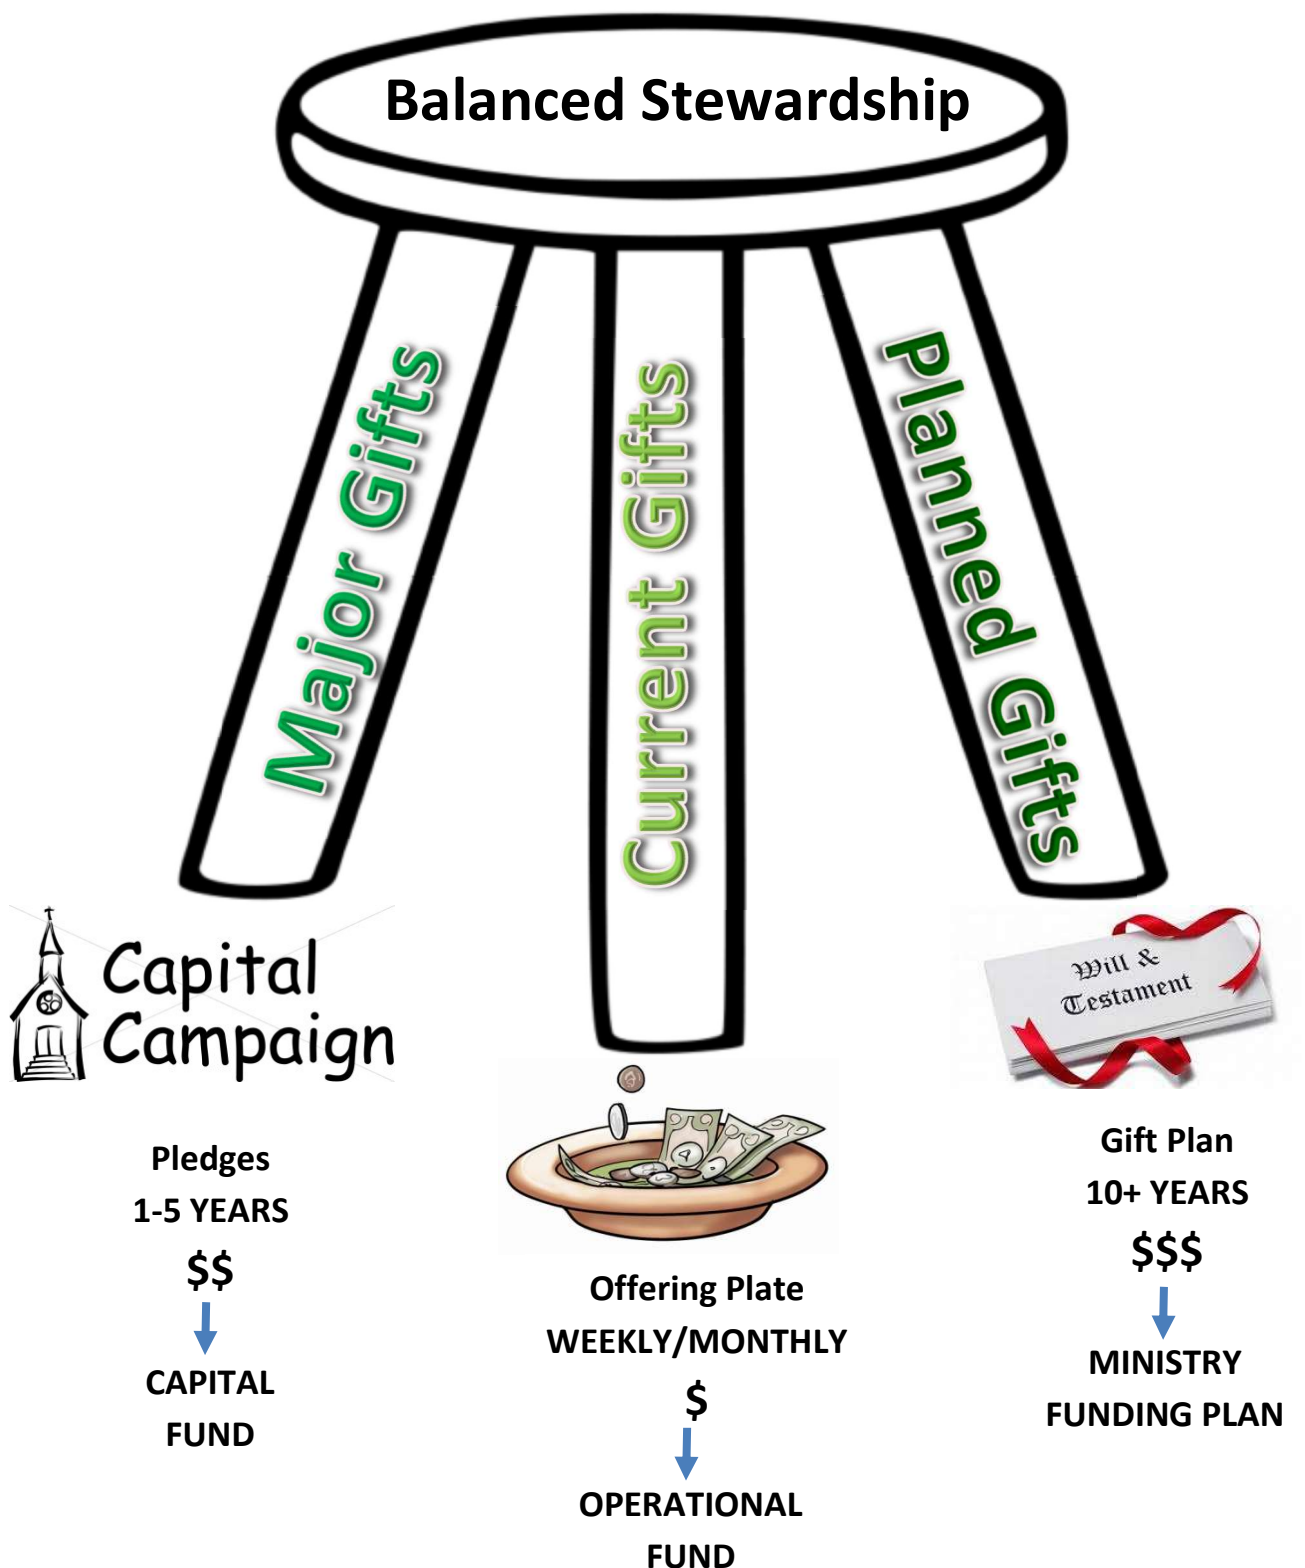 Balanced Stewardship
Major Gifts
Current Gifts
Planned Gifts
Capital
Campaign
Pledges
1-5 YEARS
$$
CAPITAL
FUND
Offering Plate
WEEKLY/MONTHLY
$
OPERATIONAL
FUND
Will &
Testament
Gift Plan
10+ YEARS
$$$
MINISTRY
FUNDING PLAN